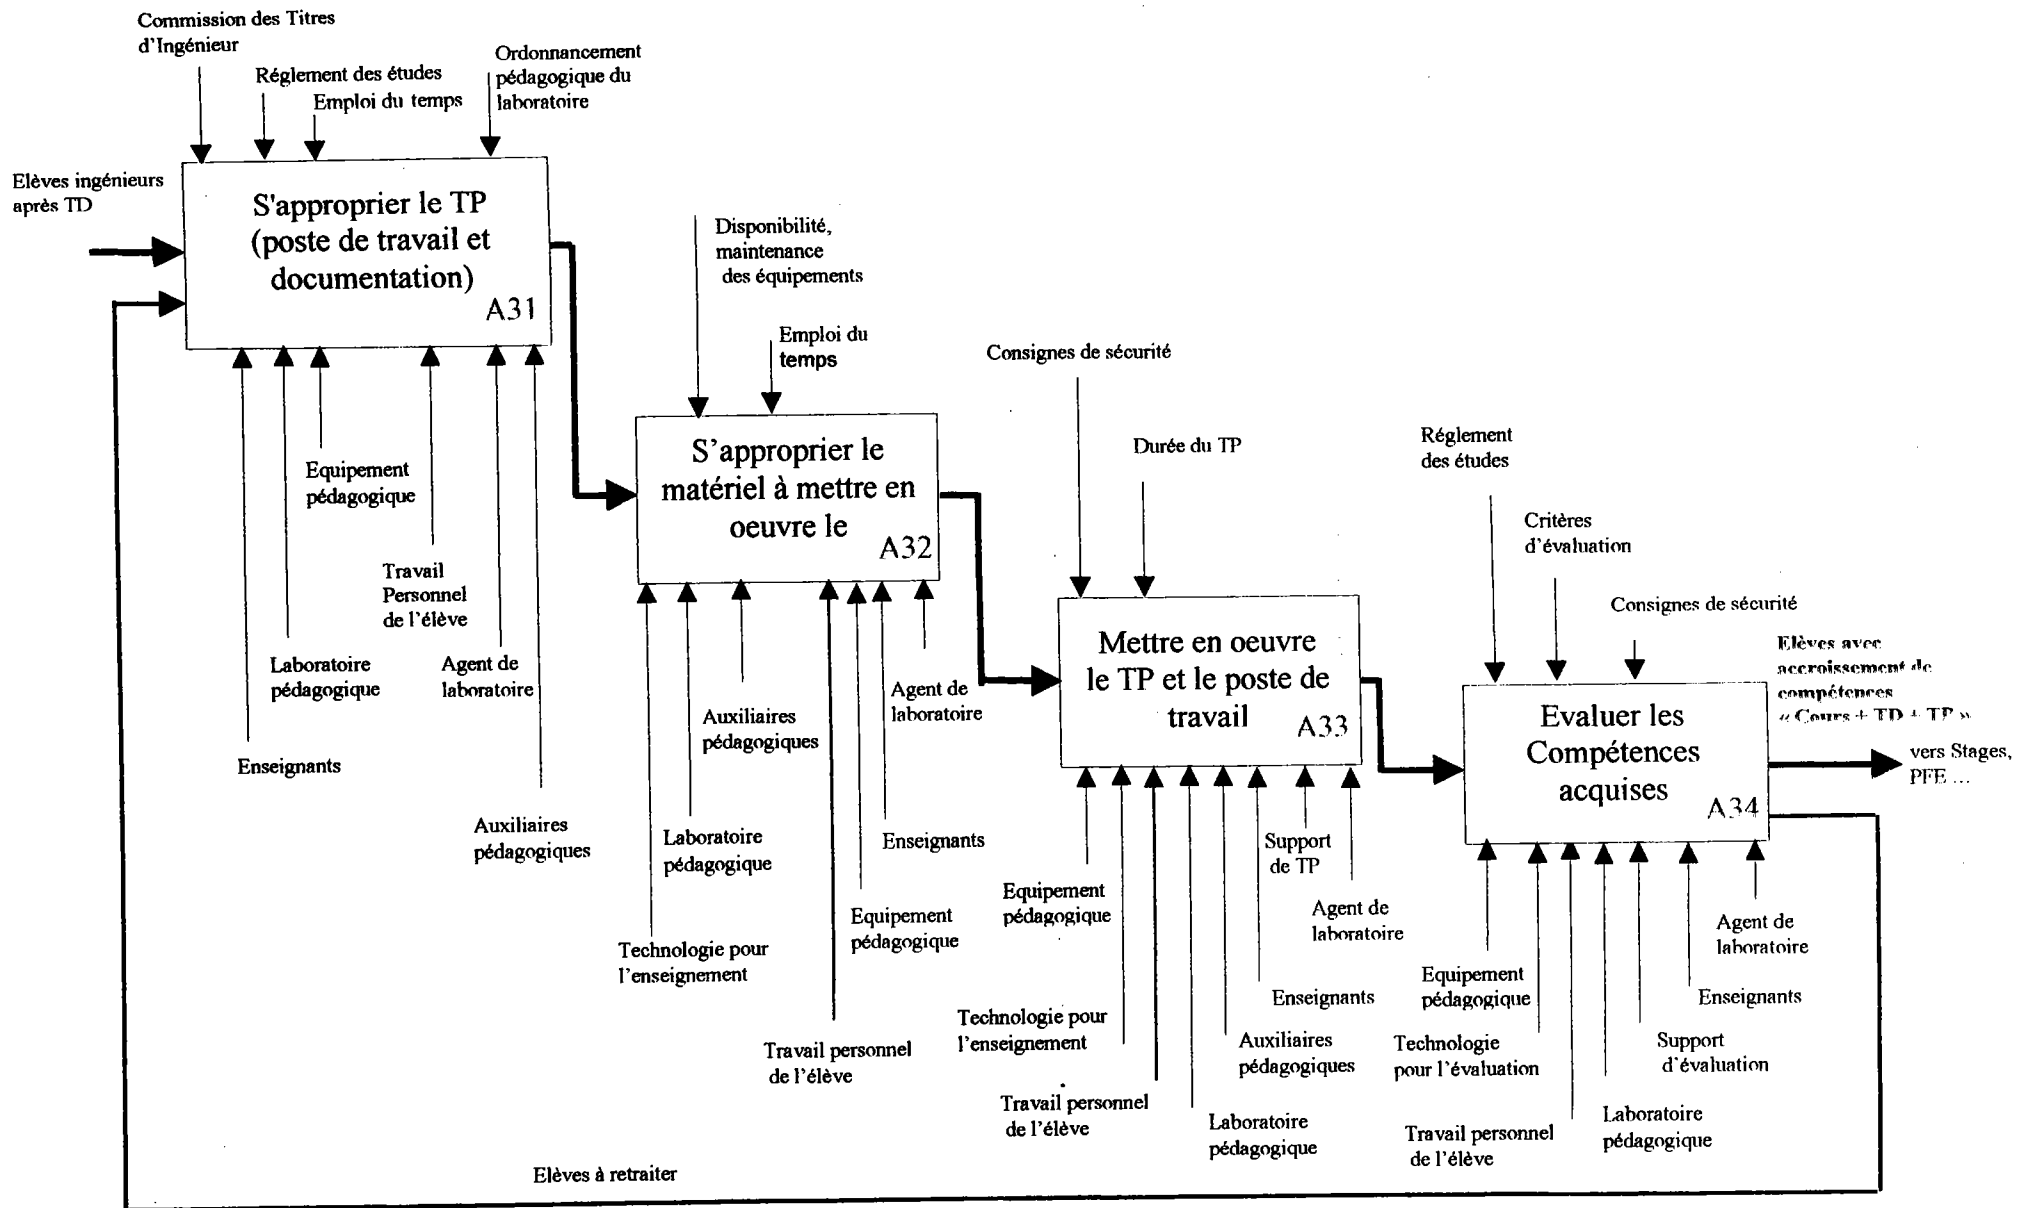 Commission des Titres
d'Ingénieur
Réglement des études
Emploi du temps
Ordonnancement
pédagogique du
laboratoire
Elèves ingénieurs
après TD
S'approprier le TP
(poste de travail et
documentation)
A31
Equipement
pédagogique
Travail
Personnel
de l'élève
Laboratoire
pédagogique
Agent de
laboratoire
Enseignants
Auxiliaires
pédagogiques
Disponibilité,
maintenance
des équipements
Emploi du
temps
S'approprier le
matériel à mettre en
oeuvre le
A32
Agent de
laboratoire
Auxiliaires
pédagogiques
Laboratoire
pédagogique
Enseignants
Equipement
pédagogique
Technologie pour
l'enseignement
Travail personnel
de l'élève
Consignes de sécurité
Durée du TP
Mettre en oeuvre
le TP et le poste de
travail
A33
Support
de TP
Equipement
pédagogique
Agent de
laboratoire
Enseignants
Technologie pour
l'enseignement
Auxiliaires
pédagogiques
Travail personnel
de l'élève
Laboratoire
pédagogique
Réglement
des études
Critères
d'évaluation
Consignes de sécurité
Evaluer les
Compétences
acquises
A34
Elèves avec
accroissement de
compétences
« Cours + TD + TP »
vers Stages,
PFE ...
Agent de
laboratoire
Equipement
pédagogique
Enseignants
Technologie
pour l'évaluation
Support
d'évaluation
Travail personnel
de l'élève
Laboratoire
pédagogique
Elèves à retraiter